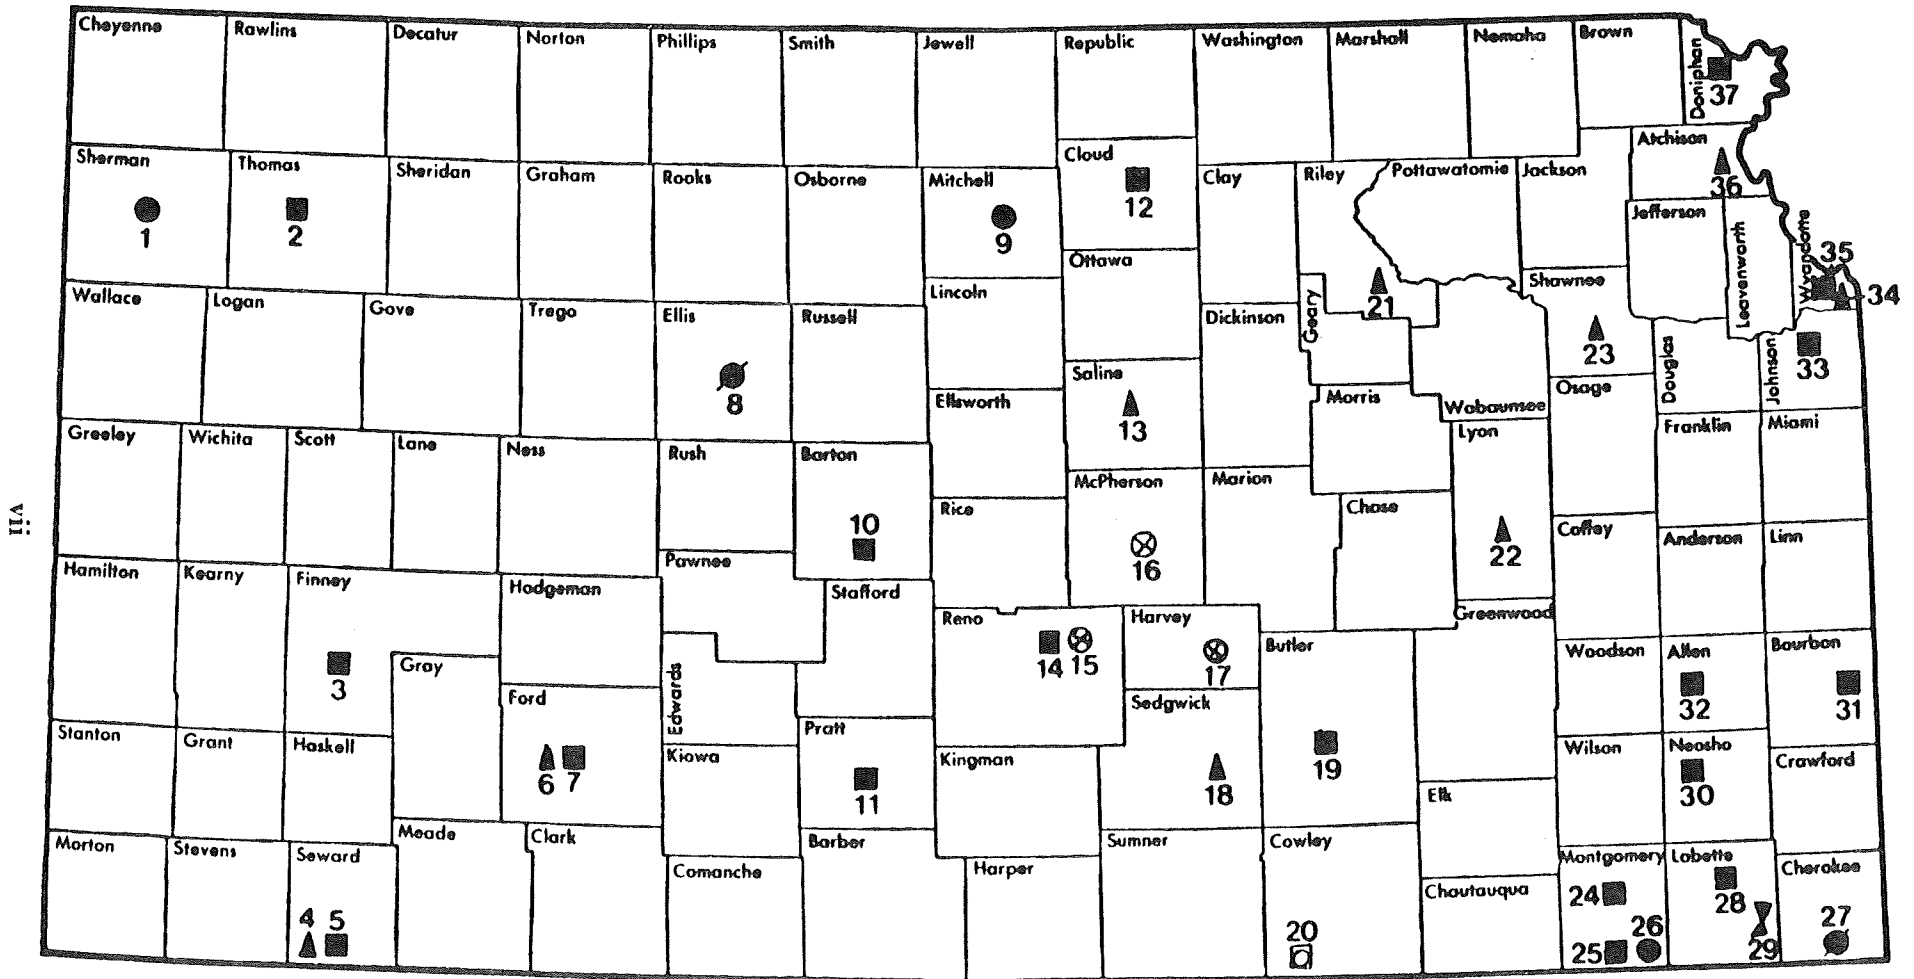 Cheyenne Rawlins Decatur Norton Phillips Smith Jewell Republic Washington Marshall Nemaha Brown Doniphan
37
Atchison
36
Sherman Thomas Sheridan Graham Rooks Osborne Mitchell Cloud Clay Riley Pottawatomie Jackson
1 2 9 12
Jefferson Leavenworth Wyandotte
35
34
Wallace Logan Gove Trego Ellis Russell Lincoln Ottawa Dickinson Geary Shawnee
8 21 23
Douglas Johnson
33
Saline
13
Ellsworth Morris Wabaunsee Osage
Greeley Wichita Scott Lane Ness Rush Barton Rice McPherson Marion Chase Lyon Franklin Miami
10 16 22
vii
Coffey Anderson Linn
Hamilton Kearny Finney Hodgeman Pawnee Stafford Reno Harvey Greenwood
3 14 15 17
Gray Ford Edwards Sedgwick Butler Woodson Allen Bourbon
6 7 18 19 32 31
Stanton Grant Haskell Kiowa Pratt Kingman Elk Wilson Neosho Crawford
11 30
Morton Stevens Seward Meade Clark Comanche Barber Harper Sumner Cowley Chautauqua Montgomery Labette Cherokee
4 5 20 24 25 26 28 29 27